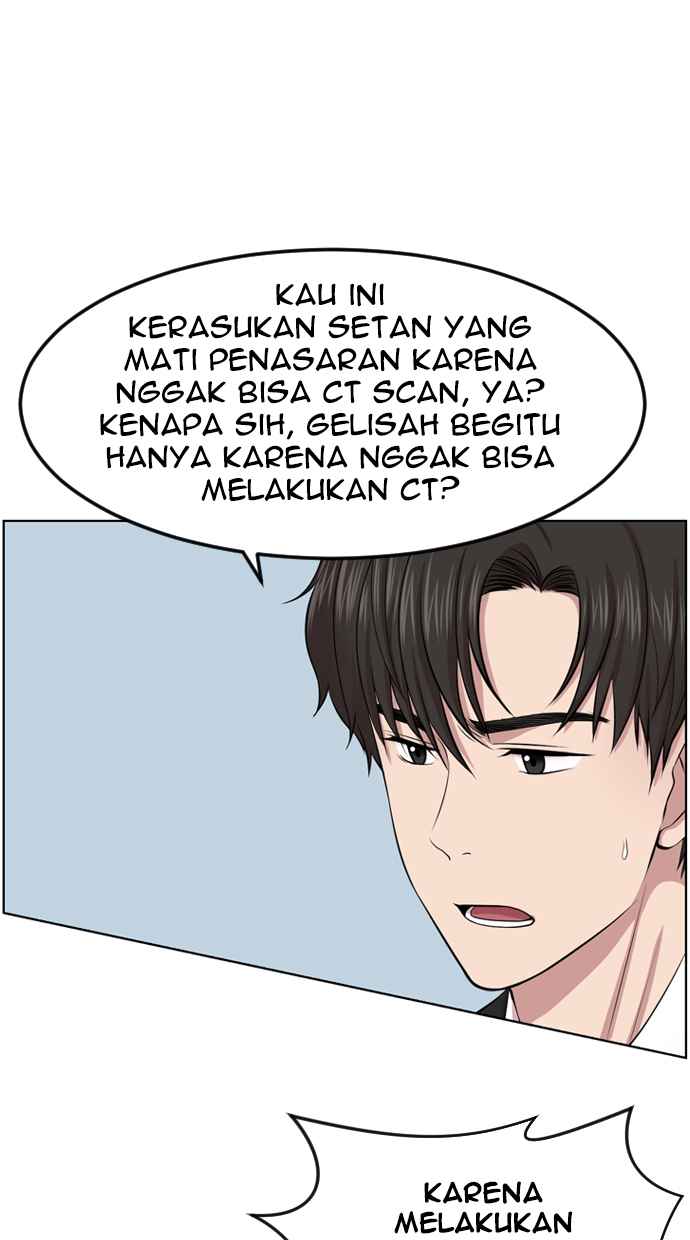 KAU INI
KERASUKAN SETAN YANG
MATI PENASARAN KARENA
NGGAK BISA CT SCAN, YA?
KENAPA SIH, GELISAH BEGITU
HANYA KARENA NGGAK BISA
MELAKUKAN CT?
KARENA
MELAKUKAN